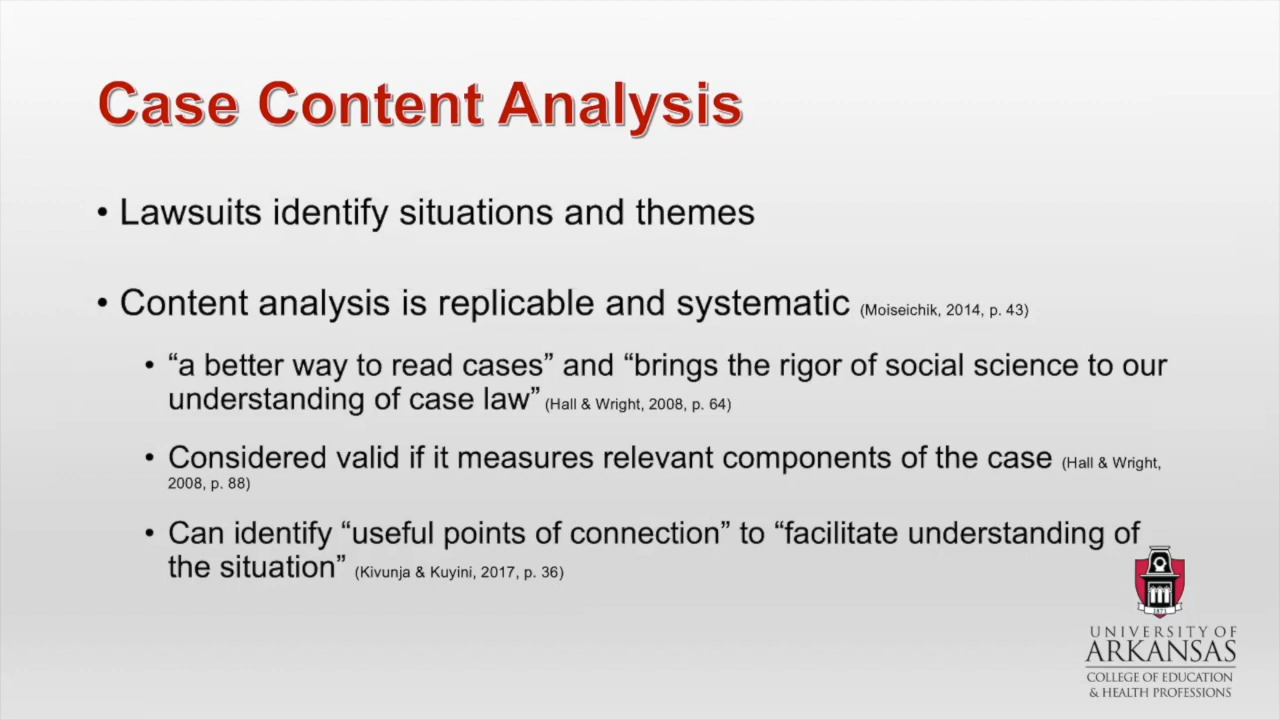 Case Content Analysis
• Lawsuits identify situations and themes
• Content analysis is replicable and systematic (Moiseichik, 2014, p. 43)
• “a better way to read cases” and “brings the rigor of social science to our
understanding of case law” (Hall & Wright, 2008, p. 64)
• Considered valid if it measures relevant components of the case (Hall & Wright,
2008, p. 88)
• Can identify “useful points of connection” to “facilitate understanding of
the situation” (Kivunja & Kuyini, 2017, p. 36)
1871
UNIVERSITY OF
ARKANSAS
COLLEGE OF EDUCATION
& HEALTH PROFESSIONS